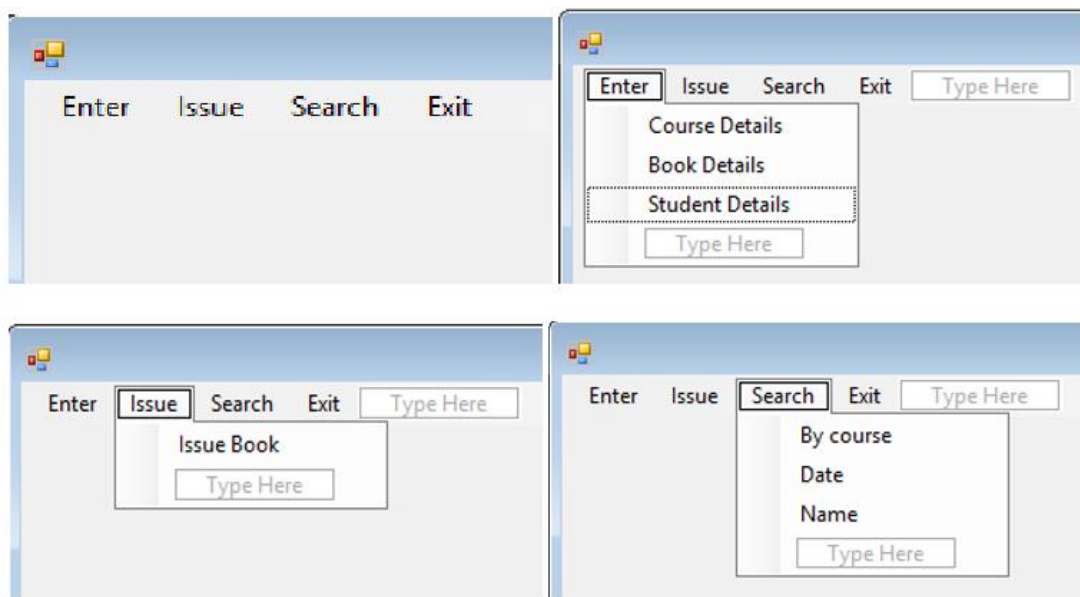 Enter Issue Search Exit
Enter Issue Search Exit Type Here
Course Details
Book Details
Student Details
Type Here
Enter Issue Search Exit Type Here
Issue Book
Type Here
Enter Issue Search Exit Type Here
By course
Date
Name
Type Here